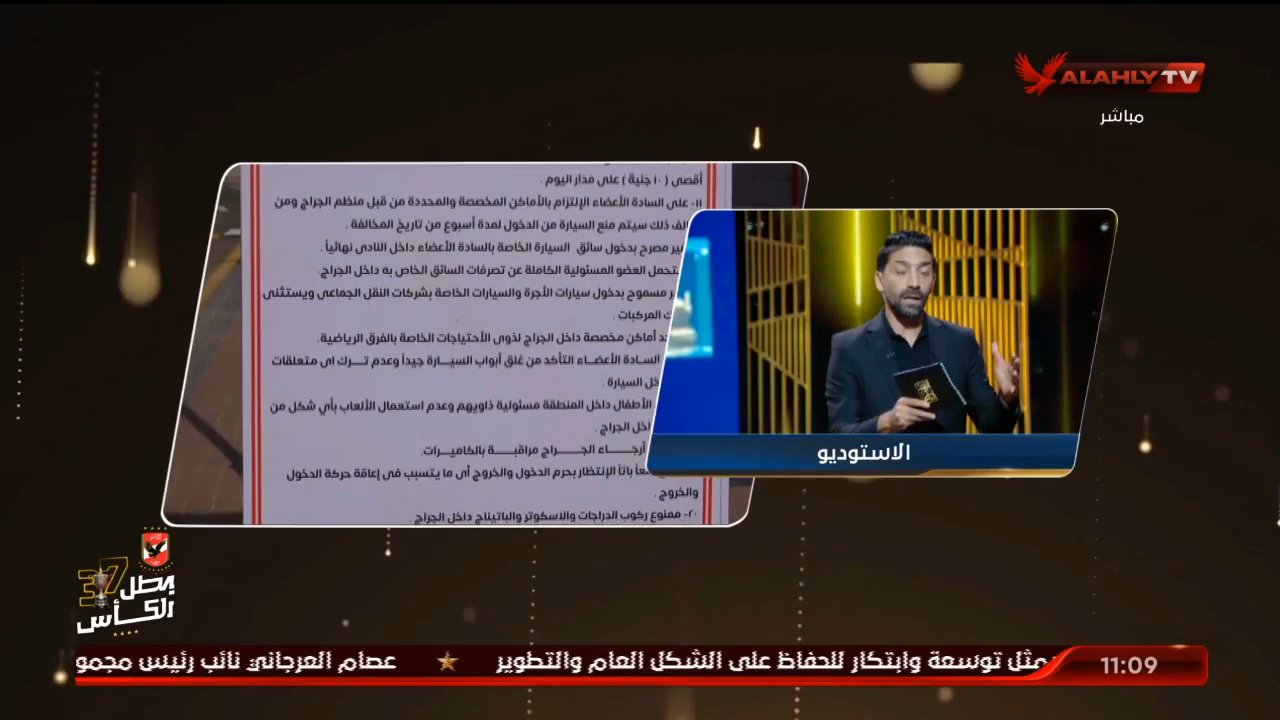 ALAHLY TV
مباشر
أقصي ( ١٠ جنية ) على مدار اليوم .
١١- على السادة الأعضاء الإلتزام بالأماكن المخصصة والمحددة من قبل منظم الجراج ومن
ذلك سيتم منع السيارة من الدخول لمدة أسبوع من تاريخ المخالفة .
مصرح بدخول سائق السيارة الخاصة بالسادة الأعضاء داخل النادى نهائياً .
العضو المسئولية الكاملة عن تصرفات السائق الخاص به داخل الجراج.
مسموح بدخول سيارات الأجرة والسيارات الخاصة بشركات النقل الجماعى ويستثنى
المركبات .
أماكن مخصصة داخل الجراج لذوى الأحتياجات الخاصة بالفرق الرياضية.
السادة الأعضاء التأكد من غلق أبواب السيارة جيداً وعدم ترك اى متعلقات
السيارة .
الأطفال داخل المنطقة مسئولية ذاويهم وعدم استعمال الألعاب بأي شكل من
الجراج .
أرجاء الجراج مراقبة بالكاميرات.
باتاً الإنتظار بحرم الدخول والخروج أى ما يتسبب فى إعاقة حركة الدخول
والخروج .
٢٠- ممنوع ركوب الدراجات والاسكوتر والباتيناج داخل الجراج .
الاستوديو
37
بطل
الكأس
يمثل توسعة وابتكار للحفاظ على الشكل العام والتطوير ★ عصام العرجاني نائب رئيس مجمو
11:09